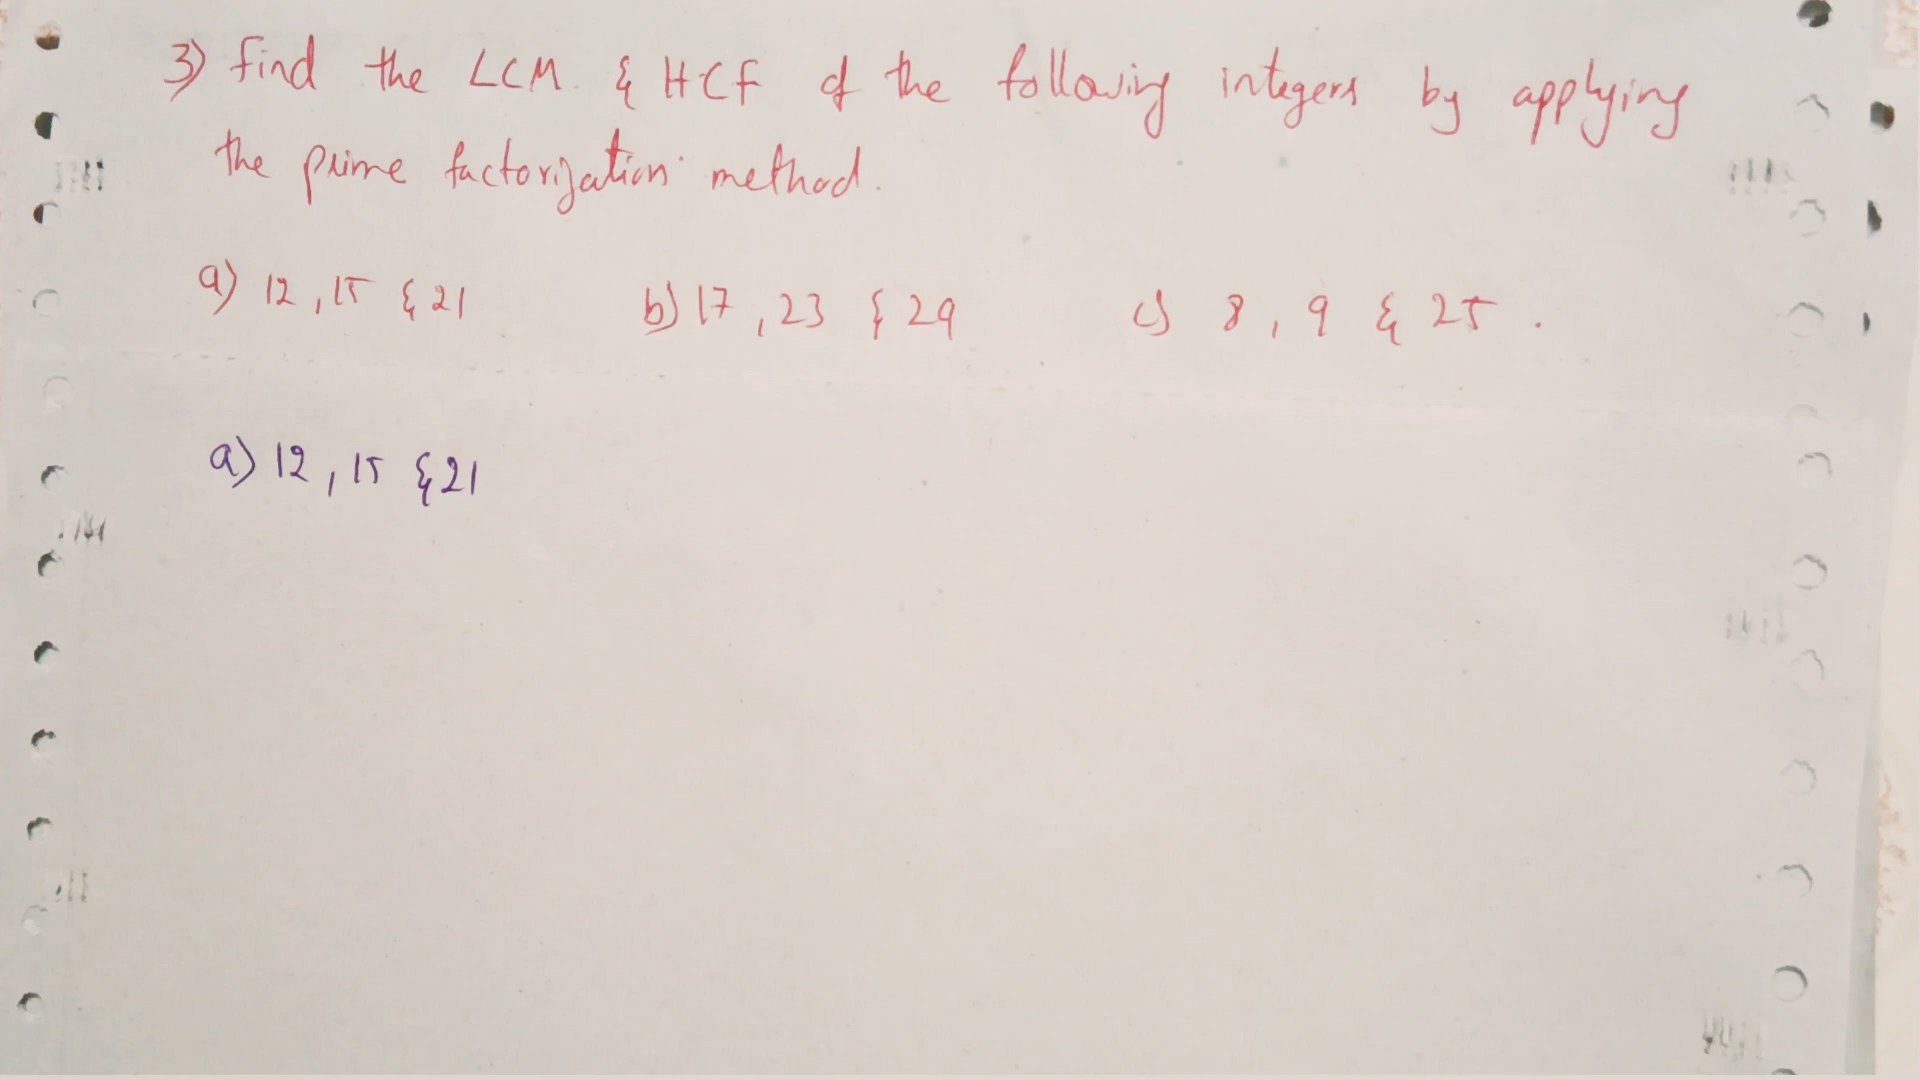 3) find the LCM & HCF of the following integers by applying
the prime factorization method.
a) 12, 15 & 21 b) 17, 23 & 29 c) 8, 9 & 25.
a) 12, 15 & 21